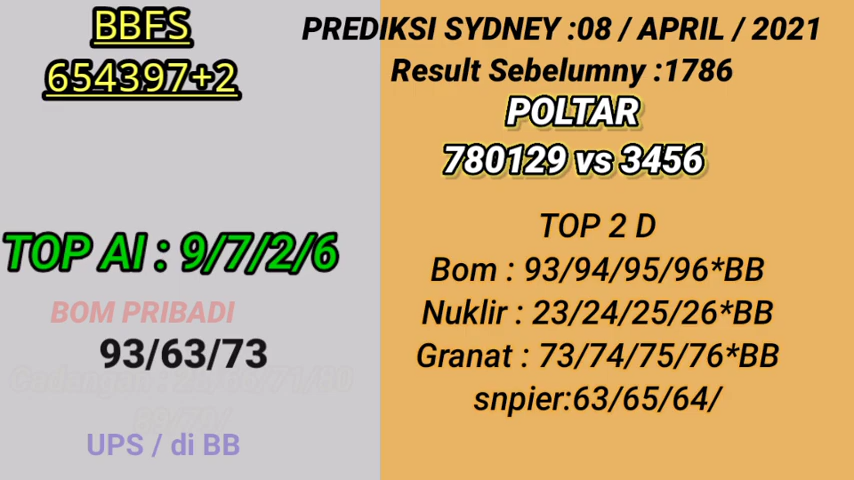 BBFS
654397+2
TOP AI : 9/7/2/6
BOM PRIBADI
93/63/73
UPS / di BB
PREDIKSI SYDNEY :08 / APRIL / 2021
Result Sebelumny :1786
POLTAR
780129 vs 3456
TOP 2 D
Bom : 93/94/95/96*BB
Nuklir : 23/24/25/26*BB
Granat : 73/74/75/76*BB
snpier:63/65/64/